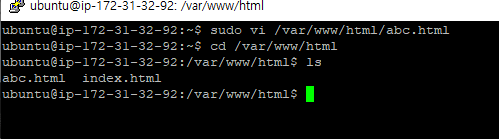 ubuntu@ip-172-31-32-92: /var/www/html
ubuntu@ip-172-31-32-92:~$ sudo vi /var/www/html/abc.html
ubuntu@ip-172-31-32-92:~$ cd /var/www/html
ubuntu@ip-172-31-32-92:/var/www/html$ ls
abc.html  index.html
ubuntu@ip-172-31-32-92:/var/www/html$